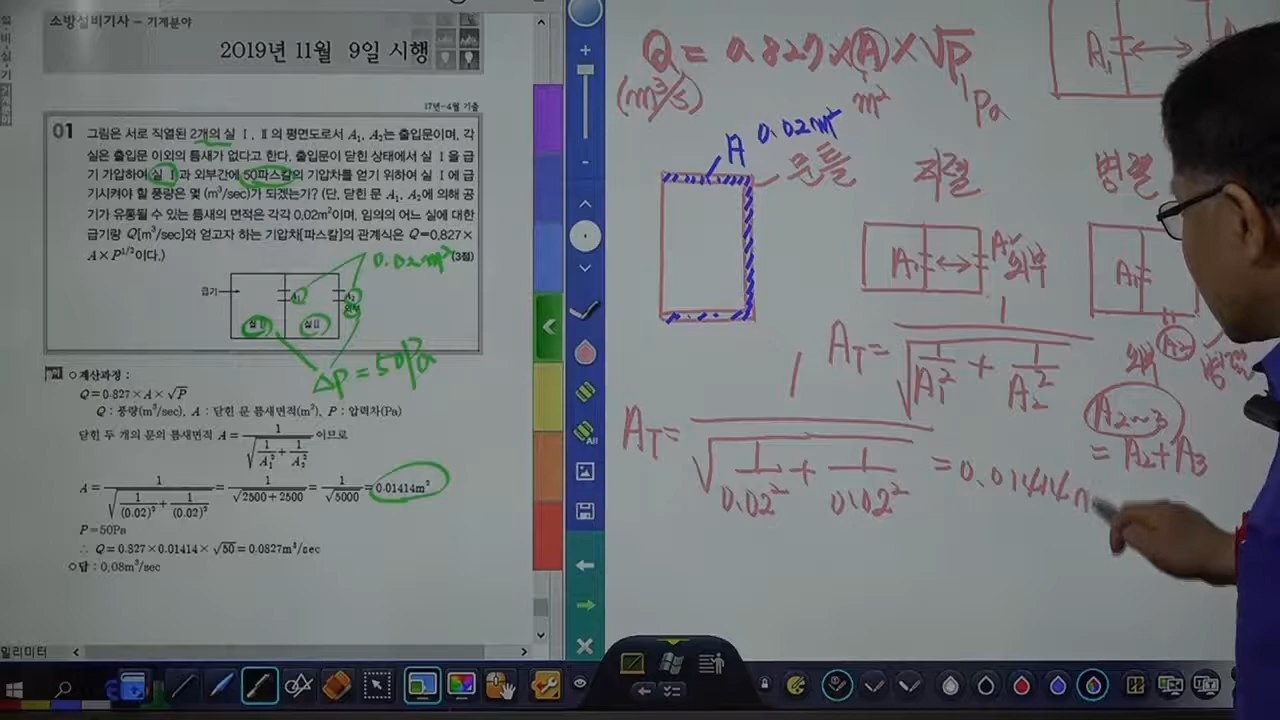 소방설비기사 - 기계분야
2019년 11월 9일 시행
17년-4월 기출
01 그림은 서로 직렬된 2개의 실 Ⅰ, Ⅱ의 평면도로서 A₁, A₂는 출입문이며, 각
실은 출입문 이외의 틈새가 없다고 한다. 출입문이 닫힌 상태에서 실 Ⅰ을 급
기 가압하여 실 Ⅰ과 외부간에 50파스칼의 기압차를 얻기 위하여 실 Ⅰ에 급
기시켜야 할 풍량은 몇 (m³/sec)가 되겠는가? (단, 닫힌 문 A₁, A₂에 의해 공
기가 유통될 수 있는 틈새의 면적은 각각 0.02m²이며, 임의의 어느 실에 대한
급기량 Q[m³/sec]와 얻고자 하는 기압차[파스칼]의 관계식은 Q=0.827×
A×P^1/2이다.)
(3점)
0.02m²
급기
A₁
A₂
실Ⅰ
실Ⅱ
ΔP = 50Pa
○계산과정 :
Q=0.827×A×√P
Q : 풍량(m³/sec), A : 닫힌 문 틈새면적(m²), P : 압력차(Pa)
닫힌 두 개의 문의 틈새면적 A = 1/√(1/A₁² + 1/A₂²) 이므로
A = 1/√(1/(0.02)² + 1/(0.02)²) = 1/√(2500+2500) = 1/√5000 = 0.01414m²
P=50Pa
∴ Q=0.827×0.01414×√50=0.0827m³/sec
○답 : 0.08m³/sec
밀리미터
All
Q = 0.827×A×√P
(m³/s)
m²
Pa
A 0.02m²
문틈
직렬
병렬
A₁
A₁
외부
A₁
외부
A₂
A_T = 1/√(1/A₁² + 1/A₂²)
A_T = 1/√(1/0.02² + 1/0.02²) = 0.01414m
A₂~₃
= A₂+A₃